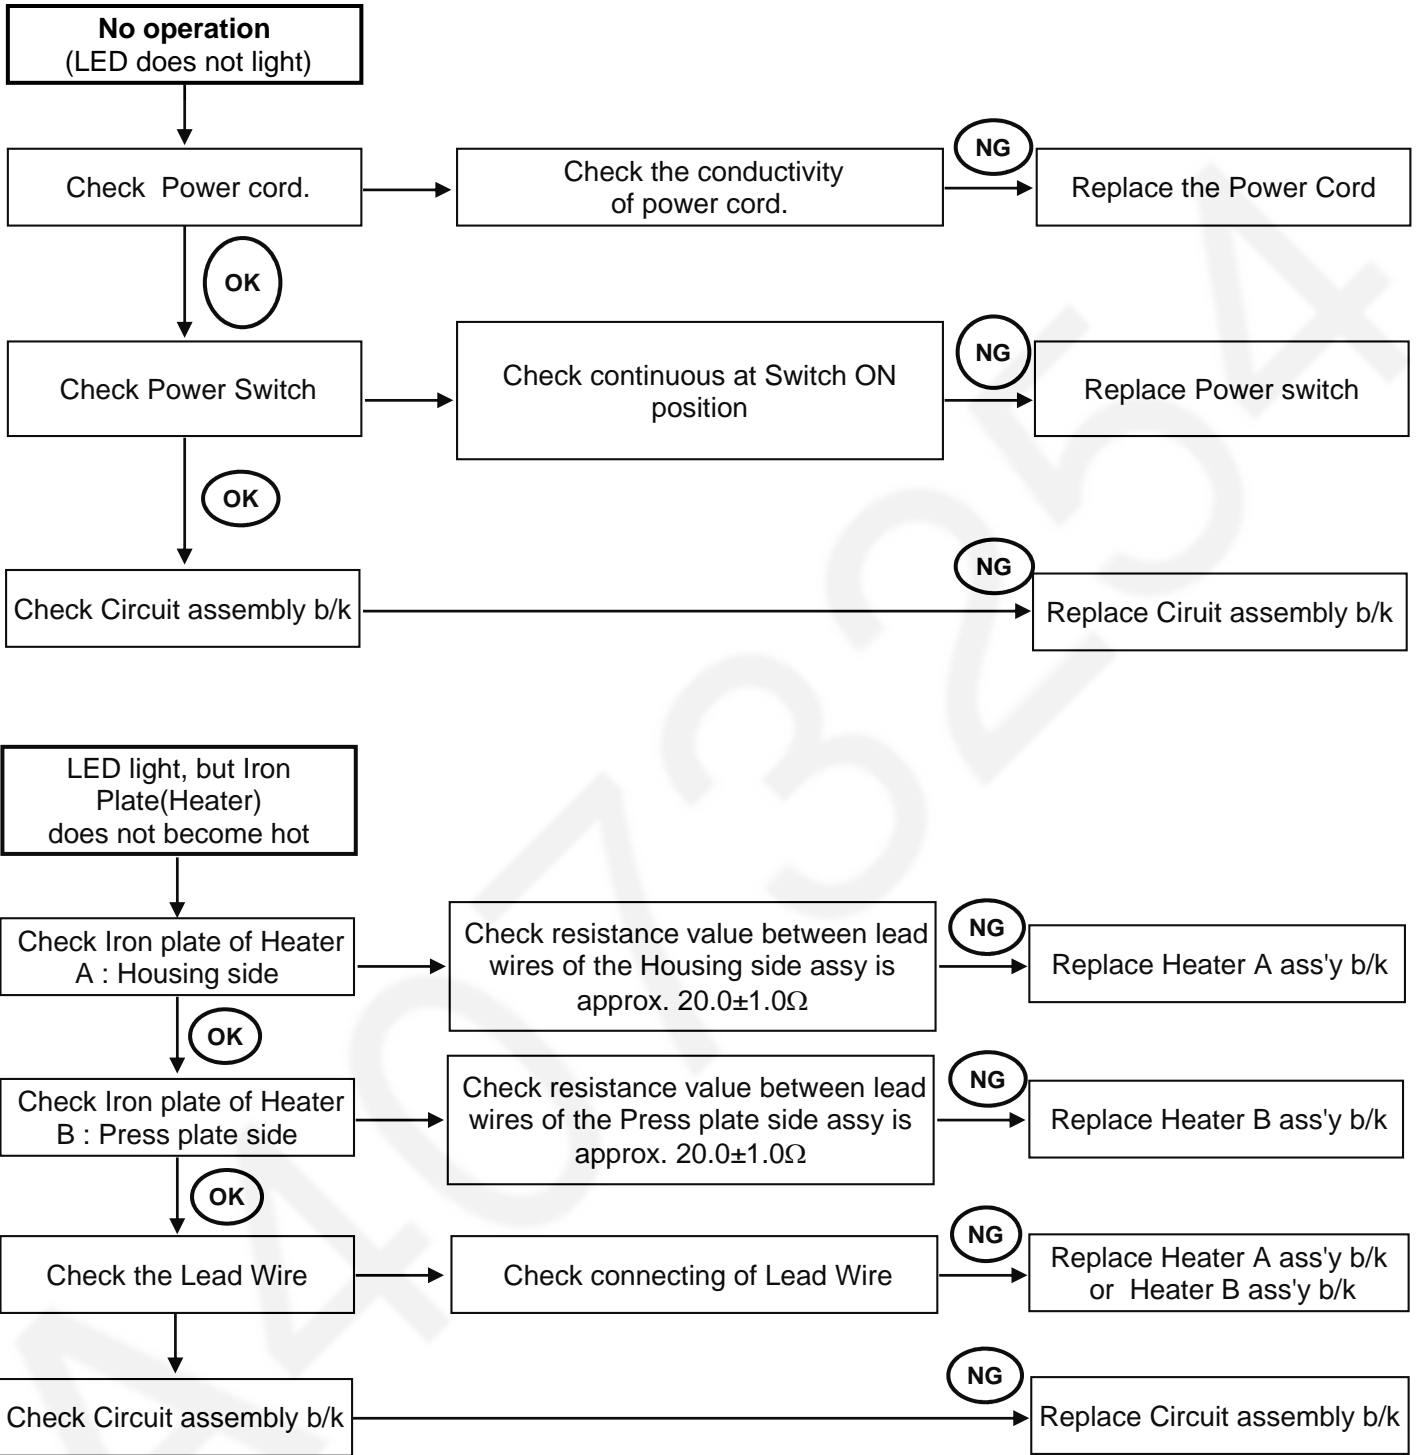 No operation
(LED does not light)
Check Power cord.
Check the conductivity
of power cord.
NG
Replace the Power Cord
OK
Check Power Switch
Check continuous at Switch ON
position
NG
Replace Power switch
OK
Check Circuit assembly b/k
NG
Replace Ciruit assembly b/k
LED light, but Iron
Plate(Heater)
does not become hot
Check Iron plate of Heater
A : Housing side
Check resistance value between lead
wires of the Housing side assy is
approx. 20.0±1.0Ω
NG
Replace Heater A ass'y b/k
OK
Check Iron plate of Heater
B : Press plate side
Check resistance value between lead
wires of the Press plate side assy is
approx. 20.0±1.0Ω
NG
Replace Heater B ass'y b/k
OK
Check the Lead Wire
Check connecting of Lead Wire
NG
Replace Heater A ass'y b/k
or Heater B ass'y b/k
Check Circuit assembly b/k
NG
Replace Circuit assembly b/k
A4073254